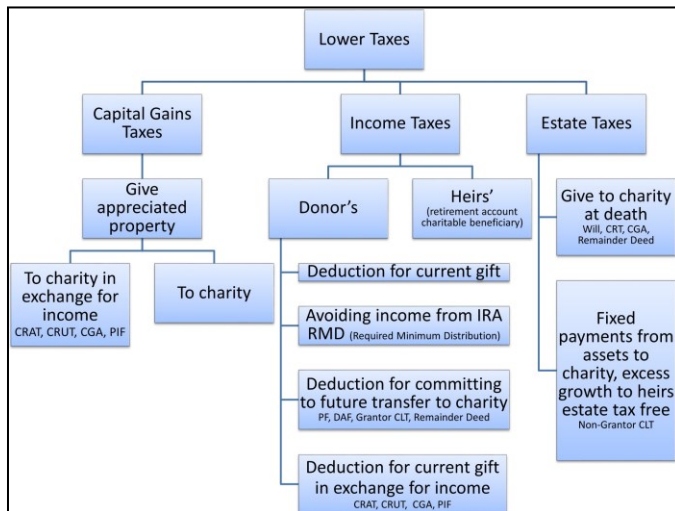 Lower Taxes
Capital Gains
Taxes
Income Taxes
Estate Taxes
Give
appreciated
property
Donor's
Heirs'
(retirement account
charitable beneficiary)
Give to charity
at death
Will, CRT, CGA,
Remainder Deed
To charity in
exchange for
income
CRAT, CRUT, CGA, PIF
To charity
Deduction for current gift
Avoiding income from IRA
RMD (Required Minimum Distribution)
Deduction for committing
to future transfer to charity
PF, DAF, Grantor CLT, Remainder Deed
Deduction for current gift
in exchange for income
CRAT, CRUT, CGA, PIF
Fixed
payments from
assets to
charity, excess
growth to heirs
estate tax free
Non-Grantor CLT